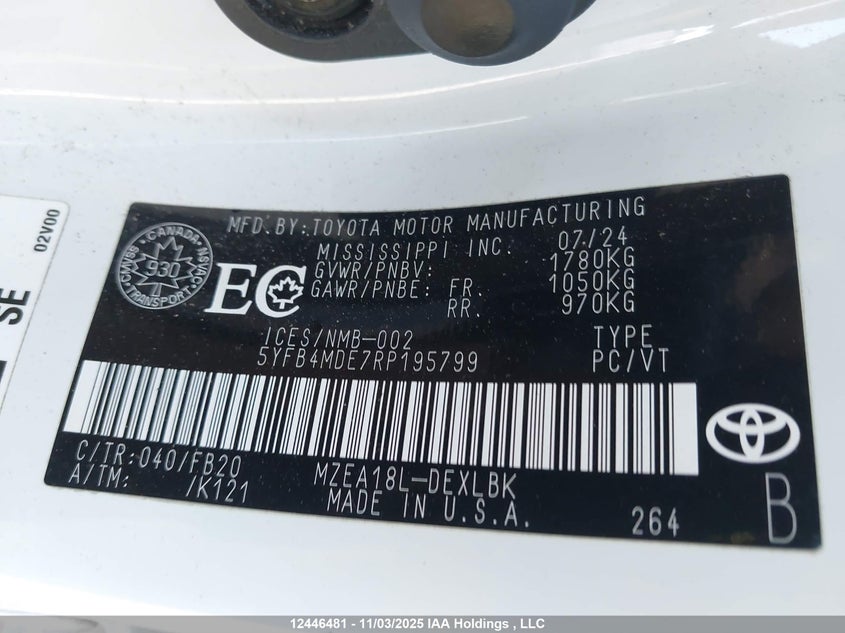 02V00
SE
MFD.BY:TOYOTA MOTOR MANUFACTURING
MISSISSIPPI INC. 07/24
GVWR/PNBV: 1780KG
GAWR/PNBE: FR. 1050KG
RR. 970KG
CANADA
CMVSS
930
NSVAC
TRANSPORT
EC
ICES/NMB-002 TYPE
5YFB4MDE7RP195799 PC/VT
C/TR:040/FB20 MZEA18L-DEXLBK
A/TM: /K121 MADE IN U.S.A.
264
B
12446481 - 11/03/2025 IAA Holdings , LLC